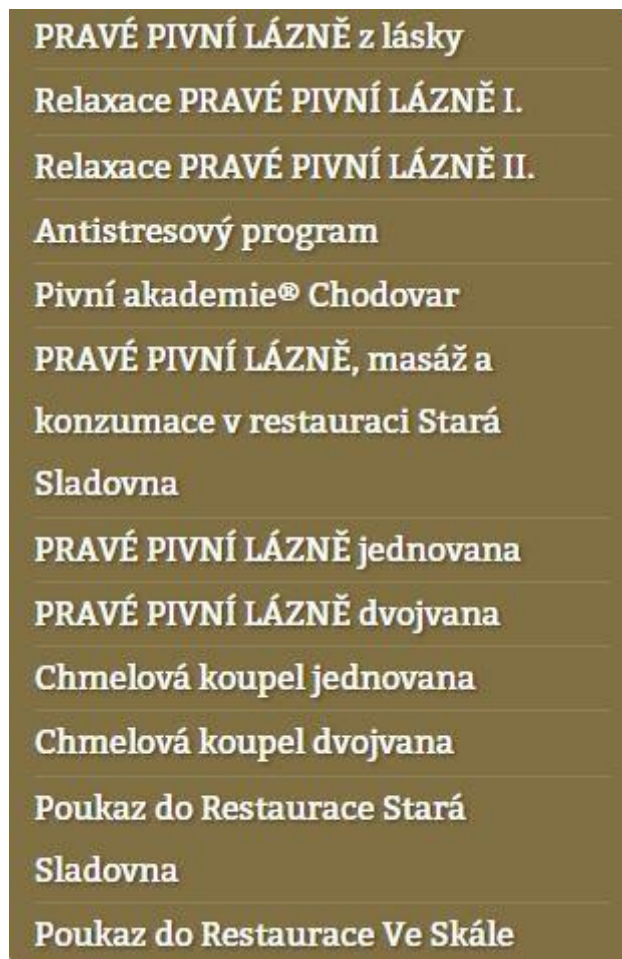 PRAVÉ PIVNÍ LÁZNĚ z lásky
Relaxace PRAVÉ PIVNÍ LÁZNĚ I.
Relaxace PRAVÉ PIVNÍ LÁZNĚ II.
Antistresový program
Pivní akademie® Chodovar
PRAVÉ PIVNÍ LÁZNĚ, masáž a
konzumace v restauraci Stará
Sladovna
PRAVÉ PIVNÍ LÁZNĚ jednovana
PRAVÉ PIVNÍ LÁZNĚ dvojvana
Chmelová koupel jednovana
Chmelová koupel dvojvana
Poukaz do Restaurace Stará
Sladovna
Poukaz do Restaurace Ve Skále